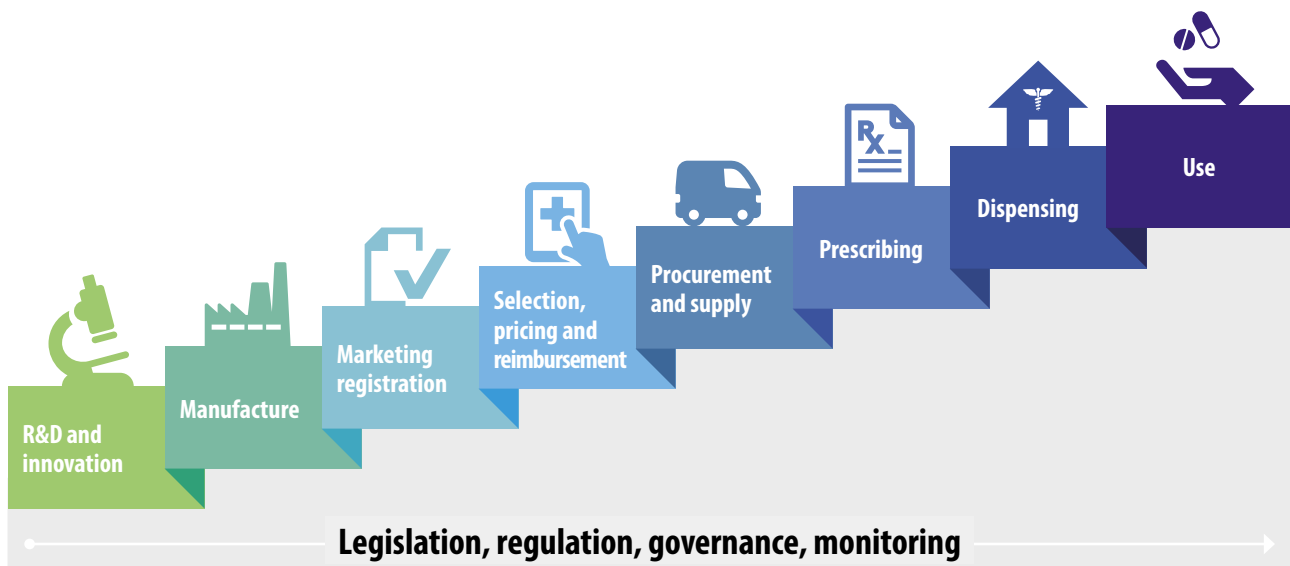 R&D and
innovation
Manufacture
Marketing
registration
Selection,
pricing and
reimbursement
Procurement
and supply
Rx
Prescribing
Dispensing
Use
Legislation, regulation, governance, monitoring